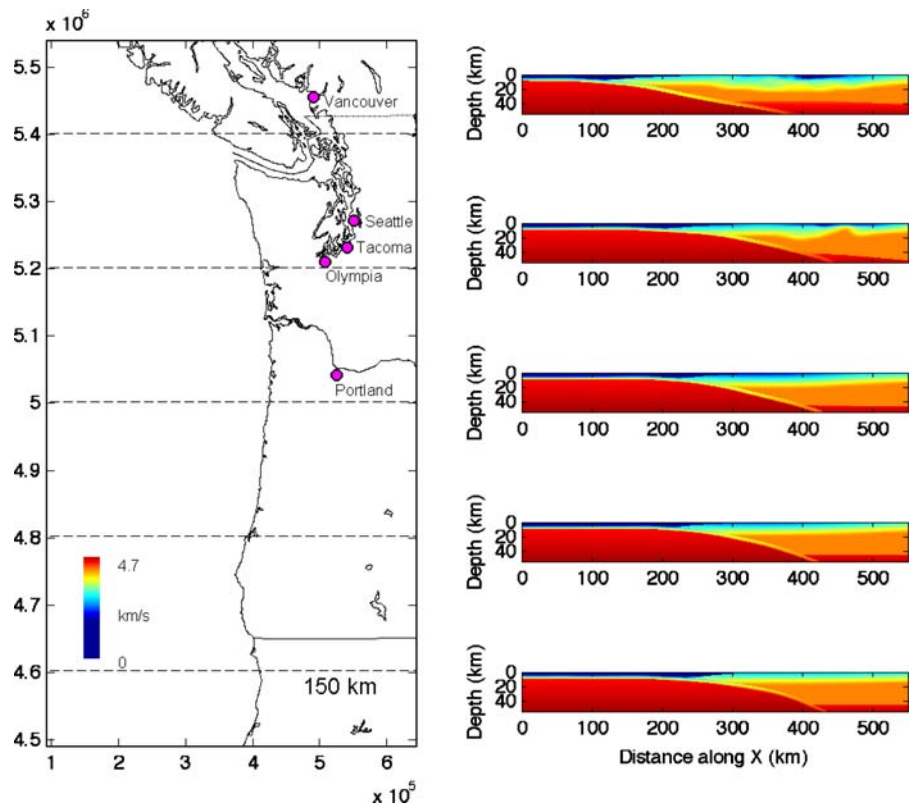 x 10⁶
5.5
5.4
5.3
5.2
5.1
5
4.9
4.8
4.7
4.6
4.5
Vancouver
Seattle
Tacoma
Olympia
Portland
4.7
km/s
0
150 km
1 2 3 4 5 6
x 10⁵
Depth (km)
0
20
40
0 100 200 300 400 500
Depth (km)
0
20
40
0 100 200 300 400 500
Depth (km)
0
20
40
0 100 200 300 400 500
Depth (km)
0
20
40
0 100 200 300 400 500
Depth (km)
0
20
40
0 100 200 300 400 500
Distance along X (km)